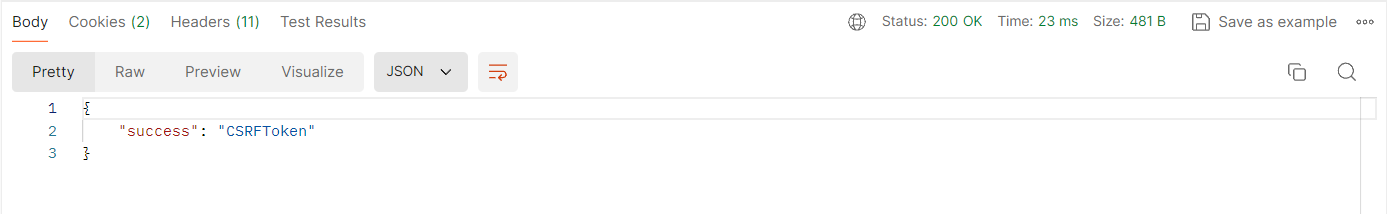 Body Cookies (2) Headers (11) Test Results Status: 200 OK Time: 23 ms Size: 481 B Save as example
Pretty Raw Preview Visualize JSON
1 {
2 "success": "CSRFToken"
3 }